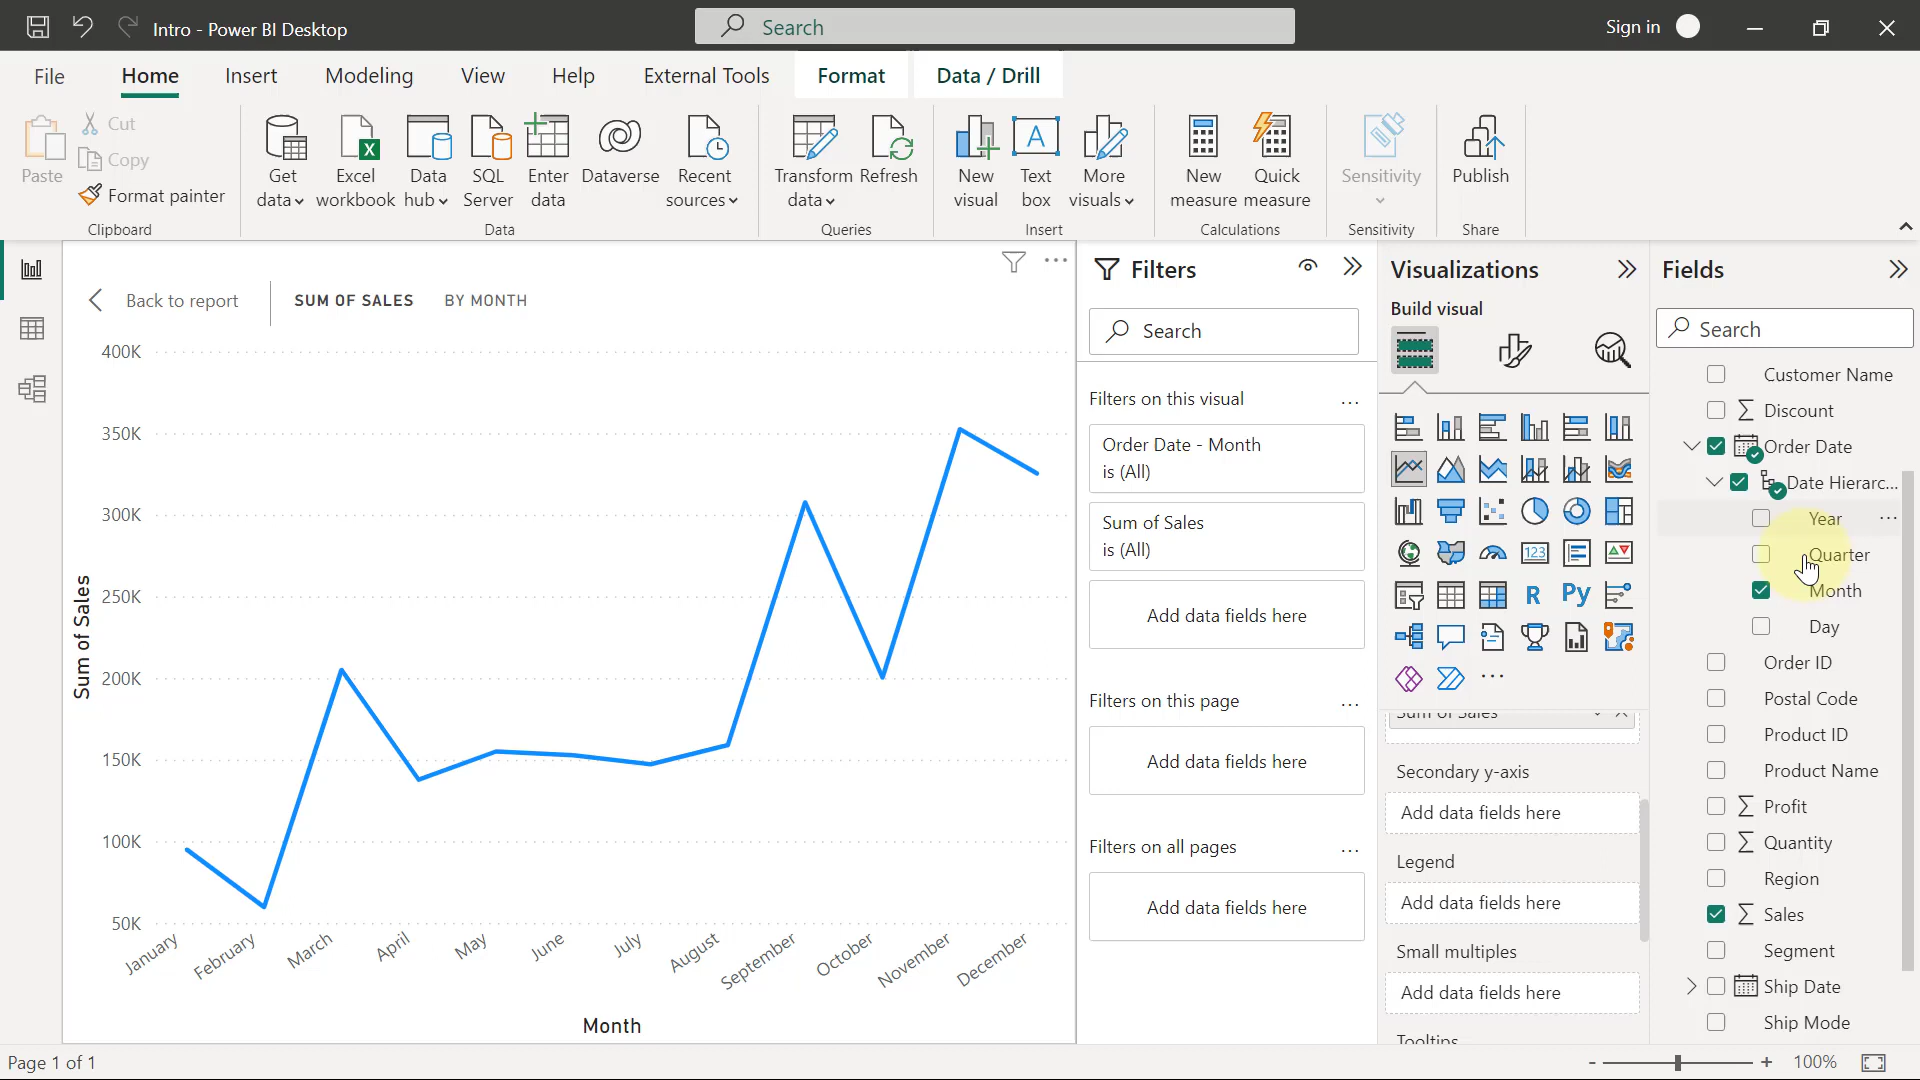 Intro - Power BI Desktop
Search
Sign in
File
Home
Insert
Modeling
View
Help
External Tools
Format
Data / Drill
Paste
Cut
Copy
Format painter
Clipboard
Get data
Excel workbook
Data hub
SQL Server
Enter data
Dataverse
Recent sources
Data
Transform data
Refresh
Queries
New visual
A
Text box
More visuals
Insert
New measure
Quick measure
Calculations
Sensitivity
Sensitivity
Publish
Share
Back to report
SUM OF SALES
BY MONTH
400K
350K
300K
250K
200K
150K
100K
50K
Sum of Sales
January
February
March
April
May
June
July
August
September
October
November
December
Month
Filters
Search
Filters on this visual
Order Date - Month
is (All)
Sum of Sales
is (All)
Add data fields here
Filters on this page
Add data fields here
Filters on all pages
Add data fields here
Visualizations
Build visual
123
R
Py
Sum of Sales
Secondary y-axis
Add data fields here
Legend
Add data fields here
Small multiples
Add data fields here
Tooltips
Fields
Search
Customer Name
Discount
Order Date
Date Hierarc...
Year
Quarter
Month
Day
Order ID
Postal Code
Product ID
Product Name
Profit
Quantity
Region
Sales
Segment
Ship Date
Ship Mode
Page 1 of 1
- + 100%